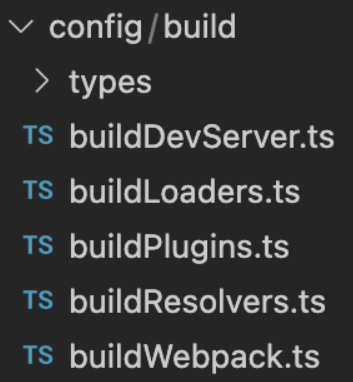 config/build
types
TS buildDevServer.ts
TS buildLoaders.ts
TS buildPlugins.ts
TS buildResolvers.ts
TS buildWebpack.ts